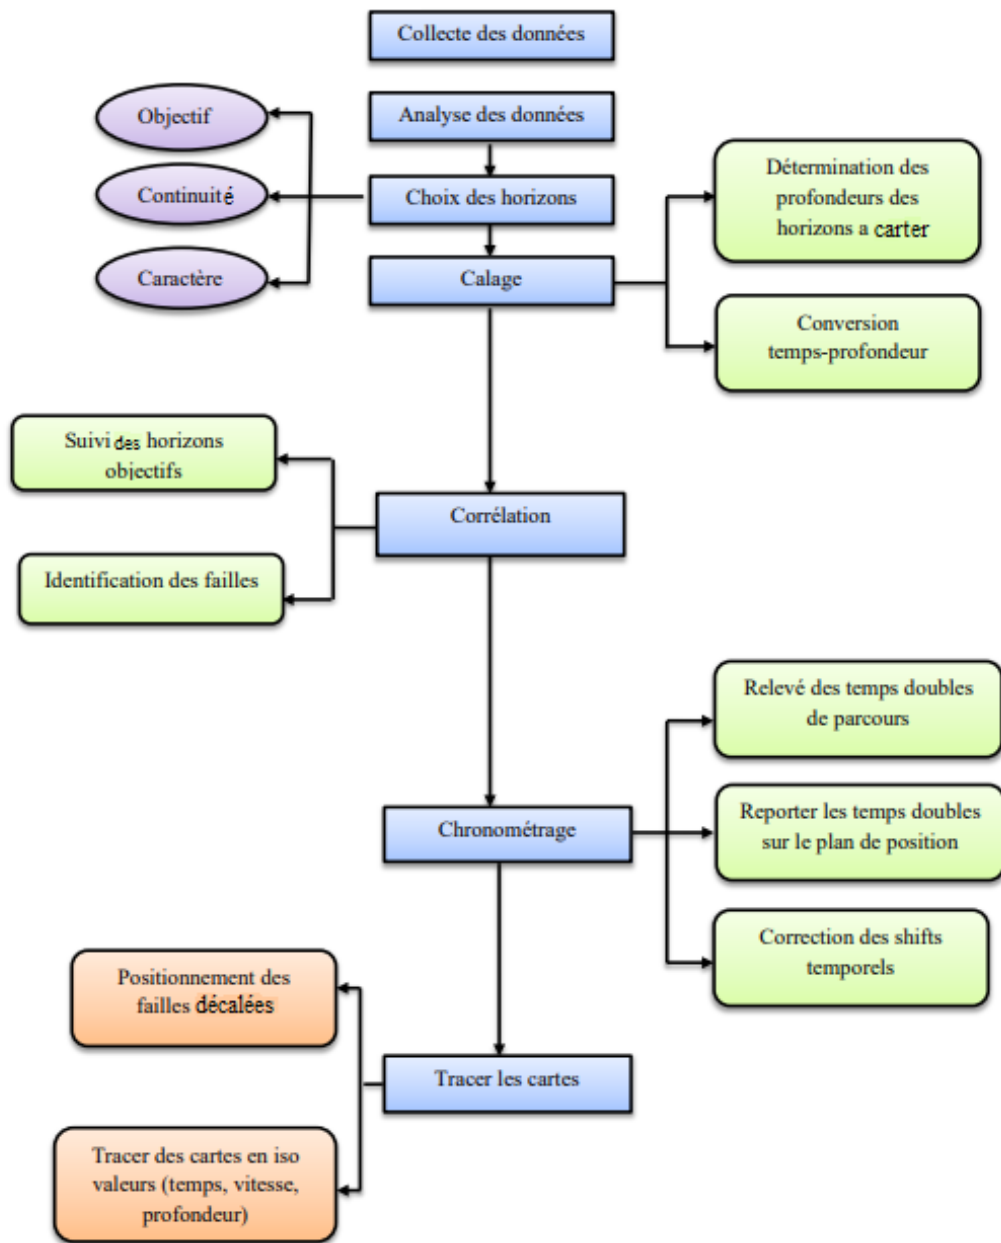 Collecte des données
Objectif
Analyse des données
Continuité
Choix des horizons
Détermination des
profondeurs des
horizons a carter
Caractère
Calage
Conversion
temps-profondeur
Suivi des horizons
objectifs
Corrélation
Identification des failles
Relevé des temps doubles
de parcours
Chronométrage
Reporter les temps doubles
sur le plan de position
Correction des shifts
temporels
Positionnement des
failles décalées
Tracer les cartes
Tracer des cartes en iso
valeurs (temps, vitesse,
profondeur)